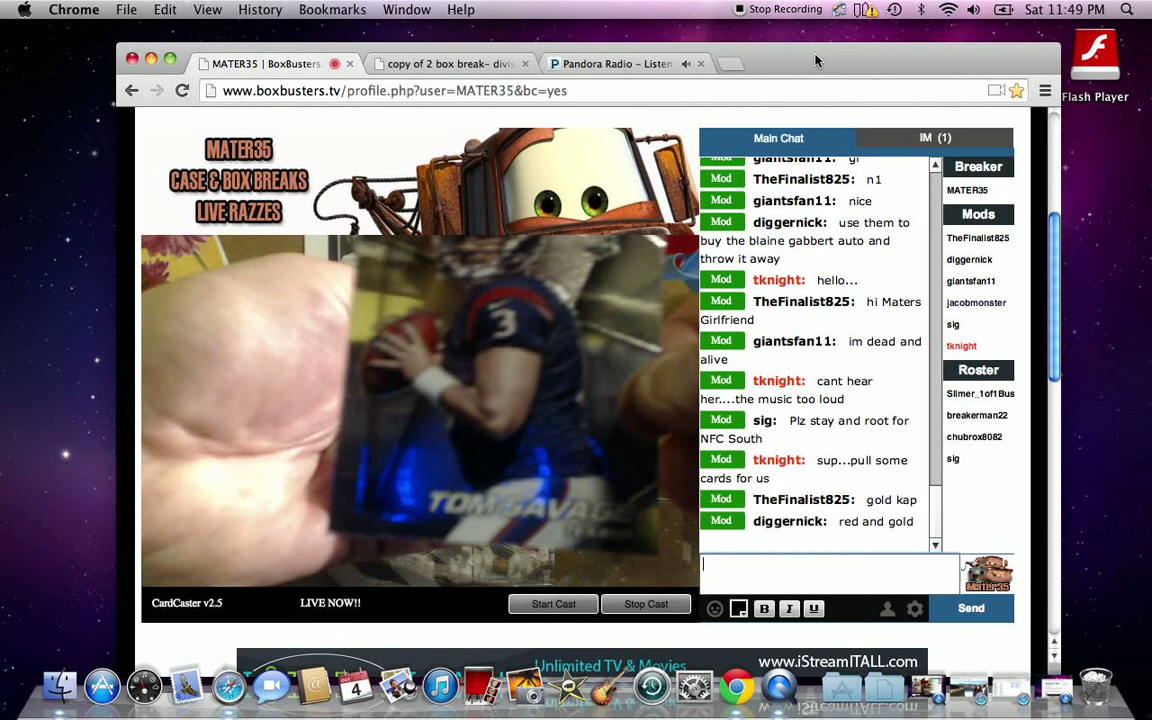 Chrome File Edit View History Bookmarks Window Help
Stop Recording
Sat 11:49 PM
MATER35 | BoxBusters.
copy of 2 box break- divis
Pandora Radio - Listen
www.boxbusters.tv/profile.php?user=MATER35&bc=yes
Flash Player
MATER35
CASE & BOX BREAKS
LIVE RAZZES
3
TOM SAVAGE
CardCaster v2.5
LIVE NOW!!
Start Cast
Stop Cast
Main Chat
IM (1)
Mod giantsfan11: gl
Mod TheFinalist825: n1
Mod giantsfan11: nice
Mod diggernick: use them to
buy the blaine gabbert auto and
throw it away
Mod tknight: hello...
Mod TheFinalist825: hi Maters
Girlfriend
Mod giantsfan11: im dead and
alive
Mod tknight: cant hear
her....the music too loud
Mod sig: Plz stay and root for
NFC South
Mod tknight: sup...pull some
cards for us
Mod TheFinalist825: gold kap
Mod diggernick: red and gold
B I U
Send
Mater35
Breaker
MATER35
Mods
TheFinalist825
diggernick
giantsfan11
jacobmonster
sig
tknight
Roster
Slimer_1of1Bus
breakerman22
chubrox8082
sig
Unlimited TV & Movies
www.iStreamITALL.com
OCT
4